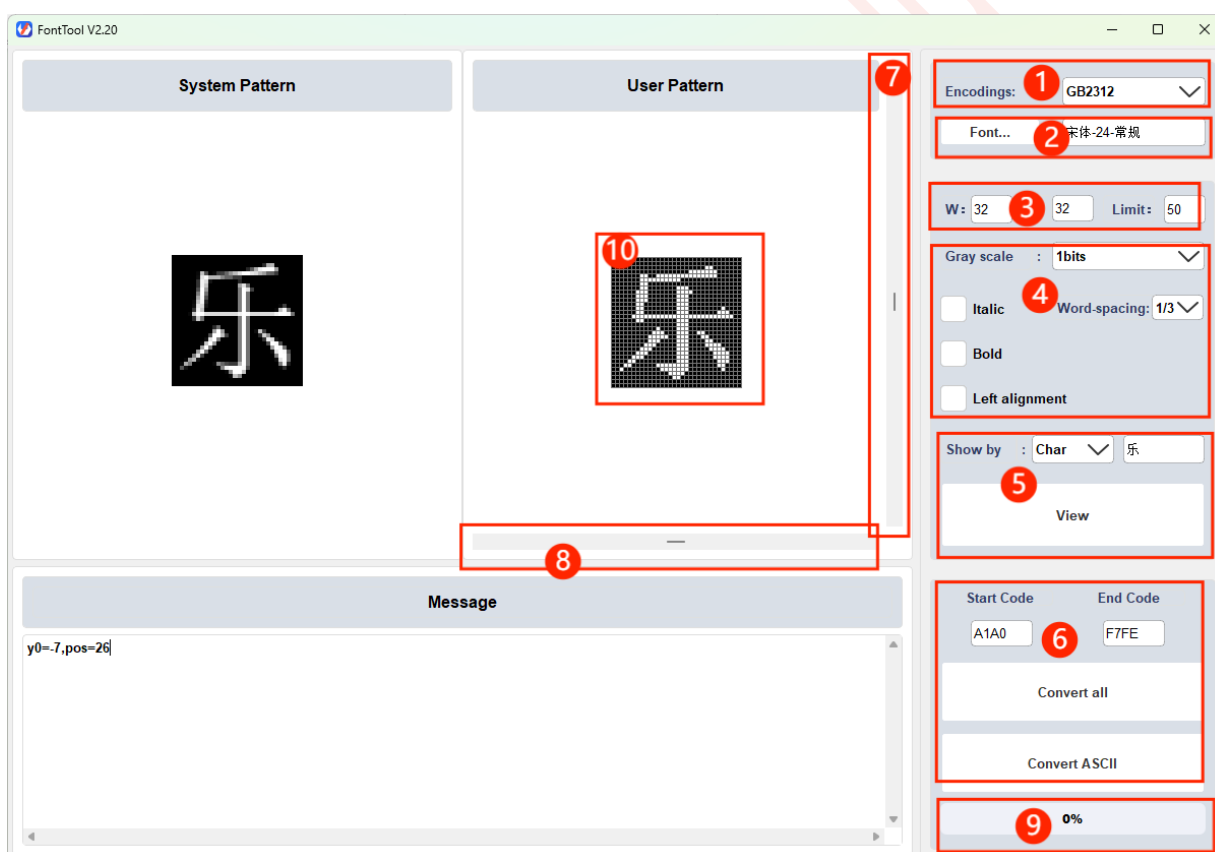 FontTool V2.20
System Pattern
User Pattern
7
乐
10
乐
8
Encodings: 1 GB2312
Font... 2 宋体-24-常规
W: 32 3 32 Limit: 50
Gray scale : 1bits
4
Italic Word-spacing: 1/3
Bold
Left alignment
Show by : Char 乐
5
View
Message
y0=-7,pos=26
Start Code End Code
A1A0 6 F7FE
Convert all
Convert ASCII
9 0%